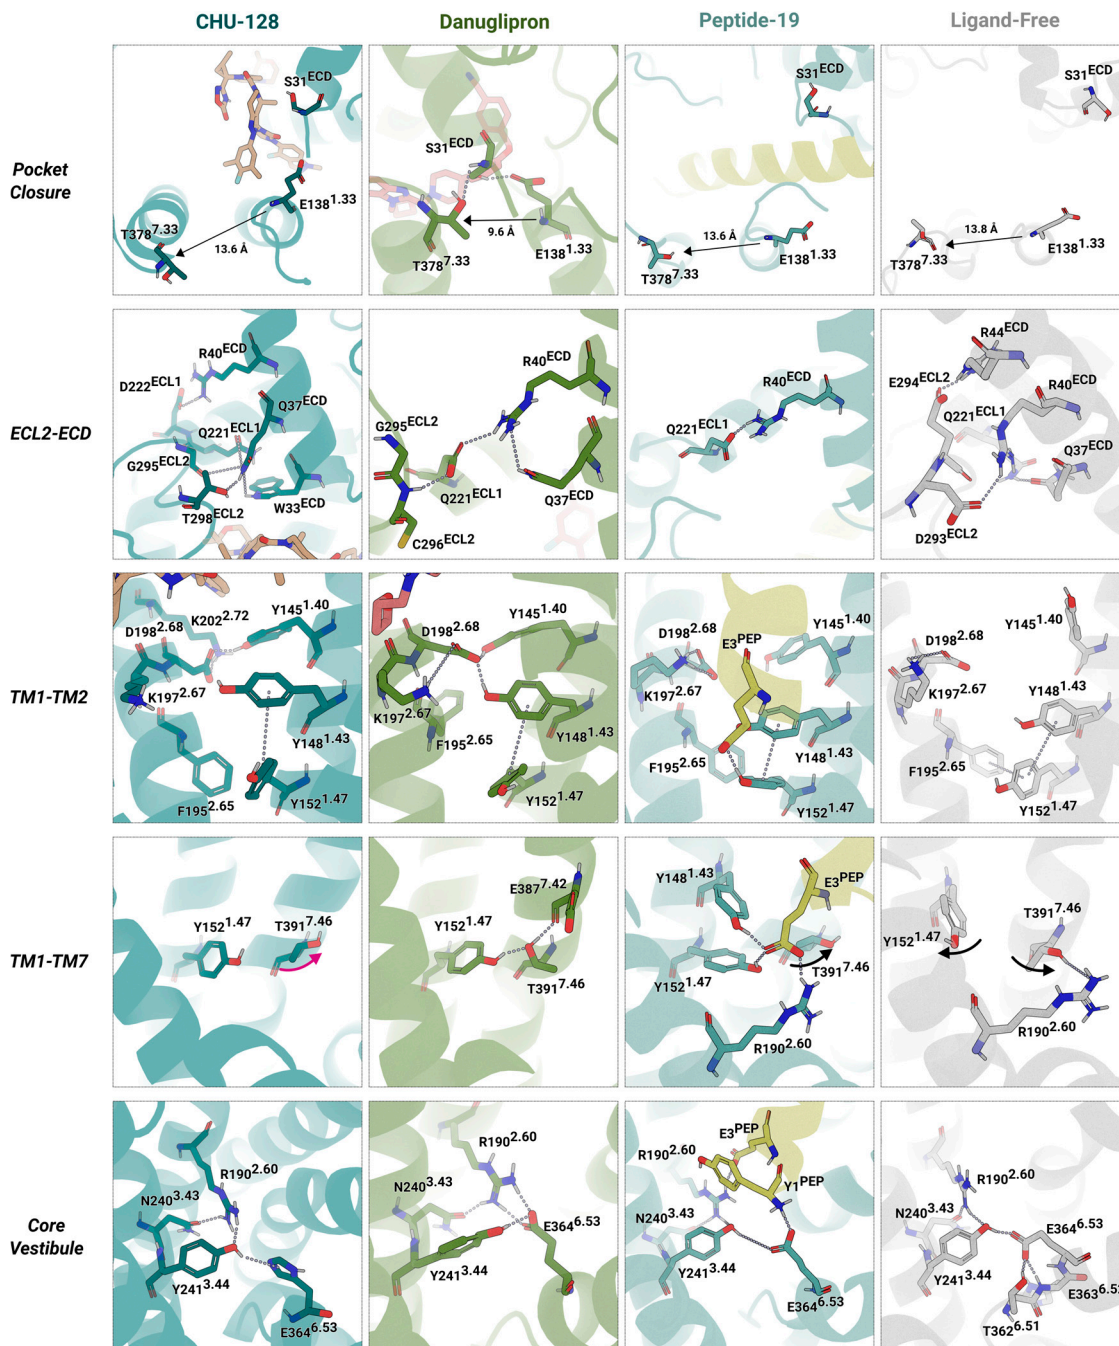 CHU-128 Danuglipron Peptide-19 Ligand-Free
Pocket
Closure
S31ECD
E1381.33
T3787.33
13.6 Å
S31ECD
9.6 Å
E1381.33
T3787.33
S31ECD
13.6 Å
T3787.33
E1381.33
S31ECD
13.8 Å
T3787.33
E1381.33
ECL2-ECD
R40ECD
D222ECL1
Q37ECD
Q221ECL1
G295ECL2
T298ECL2
W33ECD
R40ECD
G295ECL2
Q221ECL1
Q37ECD
C296ECL2
R40ECD
Q221ECL1
R44ECD
E294ECL2
R40ECD
Q221ECL1
Q37ECD
D293ECL2
TM1-TM2
Y1451.40
K2022.72
D1982.68
K1972.67
Y1481.43
F1952.65
Y1521.47
D1982.68
Y1451.40
K1972.67
F1952.65
Y1481.43
Y1521.47
D1982.68
E3PEP
Y1451.40
K1972.67
Y1481.43
F1952.65
Y1521.47
Y1451.40
D1982.68
K1972.67
Y1481.43
F1952.65
Y1521.47
TM1-TM7
Y1521.47
T3917.46
E3877.42
Y1521.47
T3917.46
Y1481.43
E3PEP
Y1521.47
T3917.46
R1902.60
T3917.46
Y1521.47
R1902.60
Core
Vestibule
R1902.60
N2403.43
Y2413.44
E3646.53
R1902.60
N2403.43
E3646.53
Y2413.44
E3PEP
R1902.60
Y1PEP
N2403.43
Y2413.44
E3646.53
R1902.60
N2403.43
E3646.53
Y2413.44
E3636.52
T3626.51